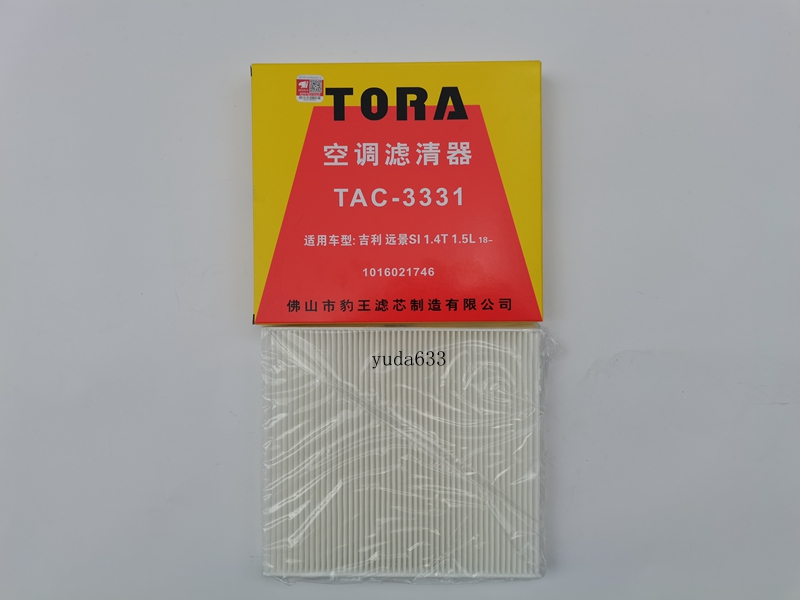 TORA
空调滤清器
TAC-3331
适用车型: 吉利 远景SI 1.4T 1.5L 18-
1016021746
佛山市豹王滤芯制造有限公司
yuda633